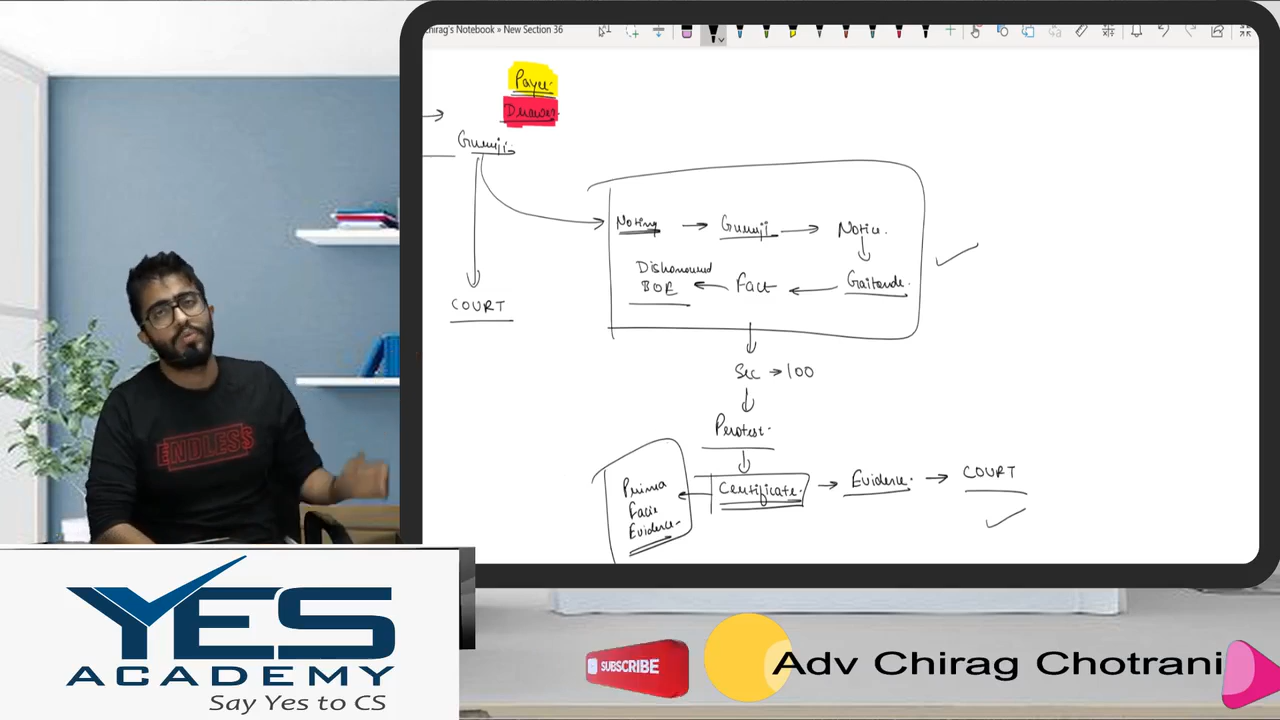 chirag's Notebook » New Section 36
Payee.
Drawer.
Guruji.
Noting → Guruji → Notice.
Dishonoured
BOE ← Fact ← Gaitonde.
COURT
Sec → 100
Protest.
Certificate. → Evidence. → COURT
Prima
Facie
Evidence
ENDLESS
YES
ACADEMY
Say Yes to CS
SUBSCRIBE
Adv Chirag Chotrani